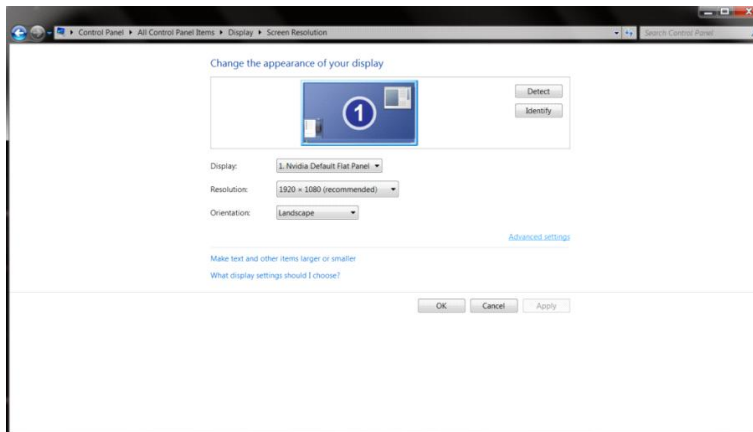 Control Panel ▸ All Control Panel Items ▸ Display ▸ Screen Resolution
Search Control Panel
Change the appearance of your display
1
Detect
Identify
Display: 1. Nvidia Default Flat Panel
Resolution: 1920 × 1080 (recommended)
Orientation: Landscape
Advanced settings
Make text and other items larger or smaller
What display settings should I choose?
OK Cancel Apply